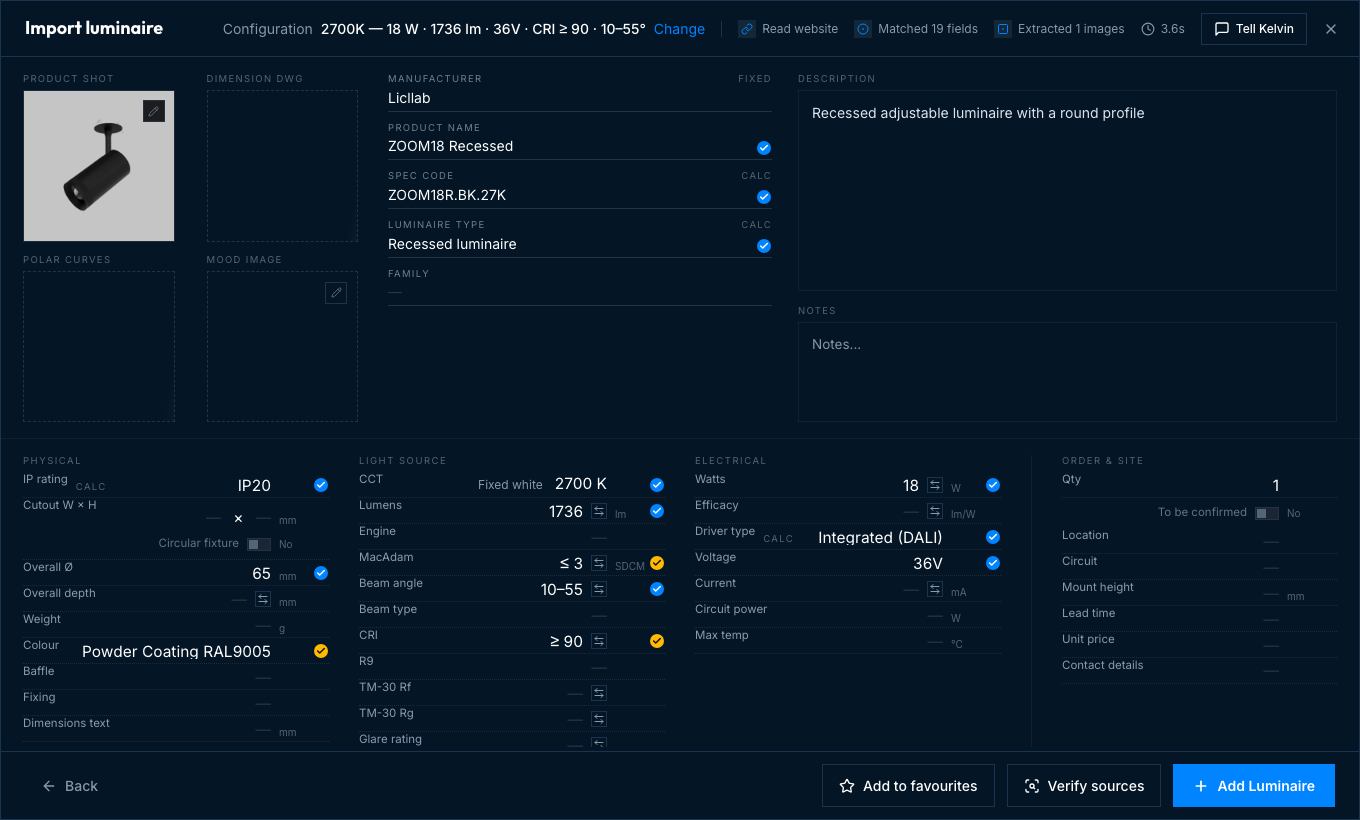 Import luminaire
Configuration 2700K — 18 W · 1736 lm · 36V · CRI ≥ 90 · 10–55° Change
Read website
Matched 19 fields
Extracted 1 images
3.6s
Tell Kelvin
PRODUCT SHOT
DIMENSION DWG
POLAR CURVES
MOOD IMAGE
MANUFACTURER FIXED
Licllab
PRODUCT NAME
ZOOM18 Recessed
SPEC CODE CALC
ZOOM18R.BK.27K
LUMINAIRE TYPE CALC
Recessed luminaire
FAMILY
—
DESCRIPTION
Recessed adjustable luminaire with a round profile
NOTES
Notes...
PHYSICAL
IP rating CALC IP20
Cutout W × H
— × — mm
Circular fixture No
Overall Ø 65 mm
Overall depth — mm
Weight — g
Colour Powder Coating RAL9005
Baffle —
Fixing —
Dimensions text — mm
LIGHT SOURCE
CCT Fixed white 2700 K
Lumens 1736 lm
Engine —
MacAdam ≤ 3 SDCM
Beam angle 10–55
Beam type —
CRI ≥ 90
R9 —
TM-30 Rf —
TM-30 Rg —
Glare rating —
ELECTRICAL
Watts 18 W
Efficacy — lm/W
Driver type CALC Integrated (DALI)
Voltage 36V
Current — mA
Circuit power — W
Max temp — °C
ORDER & SITE
Qty 1
To be confirmed No
Location —
Circuit —
Mount height — mm
Lead time —
Unit price —
Contact details —
Back
Add to favourites
Verify sources
Add Luminaire